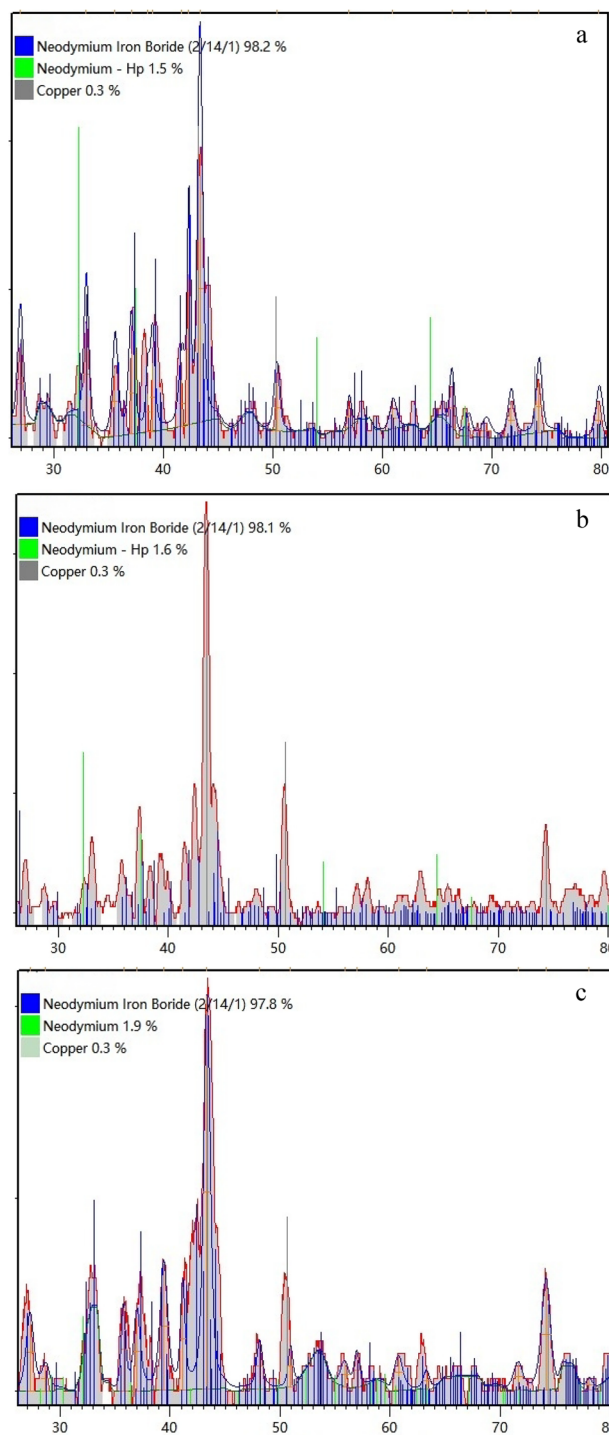 a
Neodymium Iron Boride (2/14/1) 98.2 %
Neodymium - Hp 1.5 %
Copper 0.3 %
30 40 50 60 70 80
b
Neodymium Iron Boride (2/14/1) 98.1 %
Neodymium - Hp 1.6 %
Copper 0.3 %
30 40 50 60 70 80
c
Neodymium Iron Boride (2/14/1) 97.8 %
Neodymium 1.9 %
Copper 0.3 %
30 40 50 60 70 80